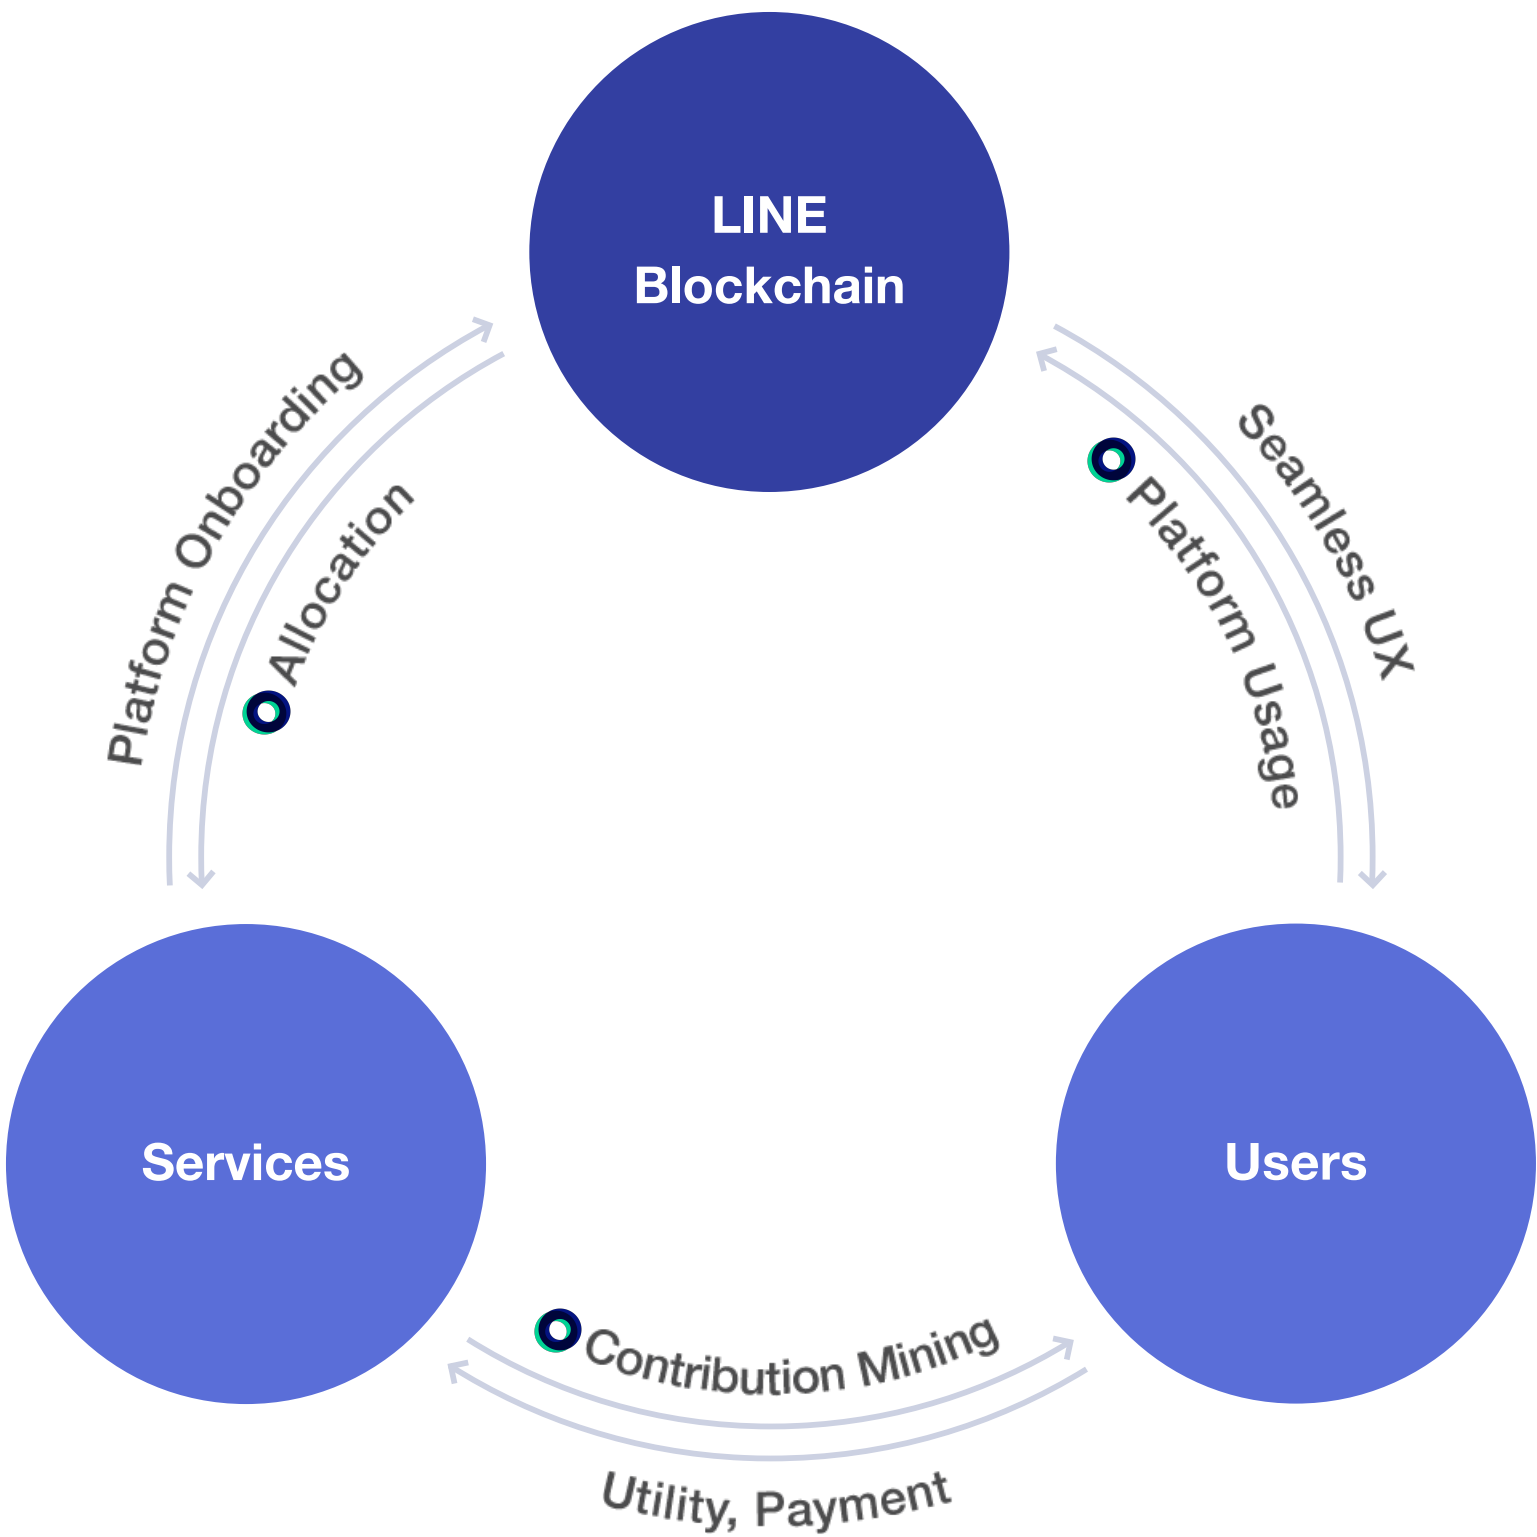 LINE
Blockchain
Platform Onboarding
Allocation
Seamless UX
Platform Usage
Services
Users
Contribution Mining
Utility, Payment